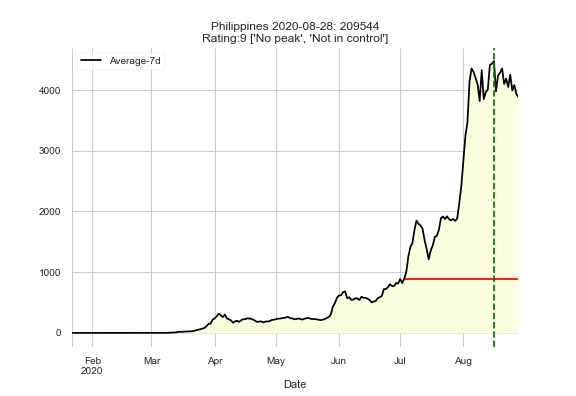 Philippines 2020-08-28: 209544
Rating:9 ['No peak', 'Not in control']
Average-7d
4000
3000
2000
1000
0
Feb Mar Apr May Jun Jul Aug
2020
Date